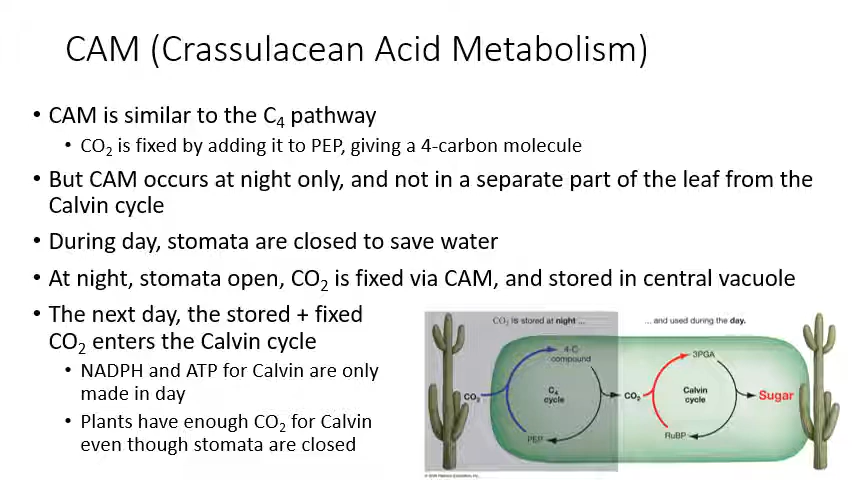 CAM (Crassulacean Acid Metabolism)
• CAM is similar to the C₄ pathway
• CO₂ is fixed by adding it to PEP, giving a 4-carbon molecule
• But CAM occurs at night only, and not in a separate part of the leaf from the
Calvin cycle
• During day, stomata are closed to save water
• At night, stomata open, CO₂ is fixed via CAM, and stored in central vacuole
• The next day, the stored + fixed
CO₂ enters the Calvin cycle
• NADPH and ATP for Calvin are only
made in day
• Plants have enough CO₂ for Calvin
even though stomata are closed
CO₂ is stored at night ...
... and used during the day.
4-C-
compound
3PGA
CO₂
C₄
cycle
CO₂
Calvin
cycle
Sugar
PEP
RuBP
Pearson Education, Inc.